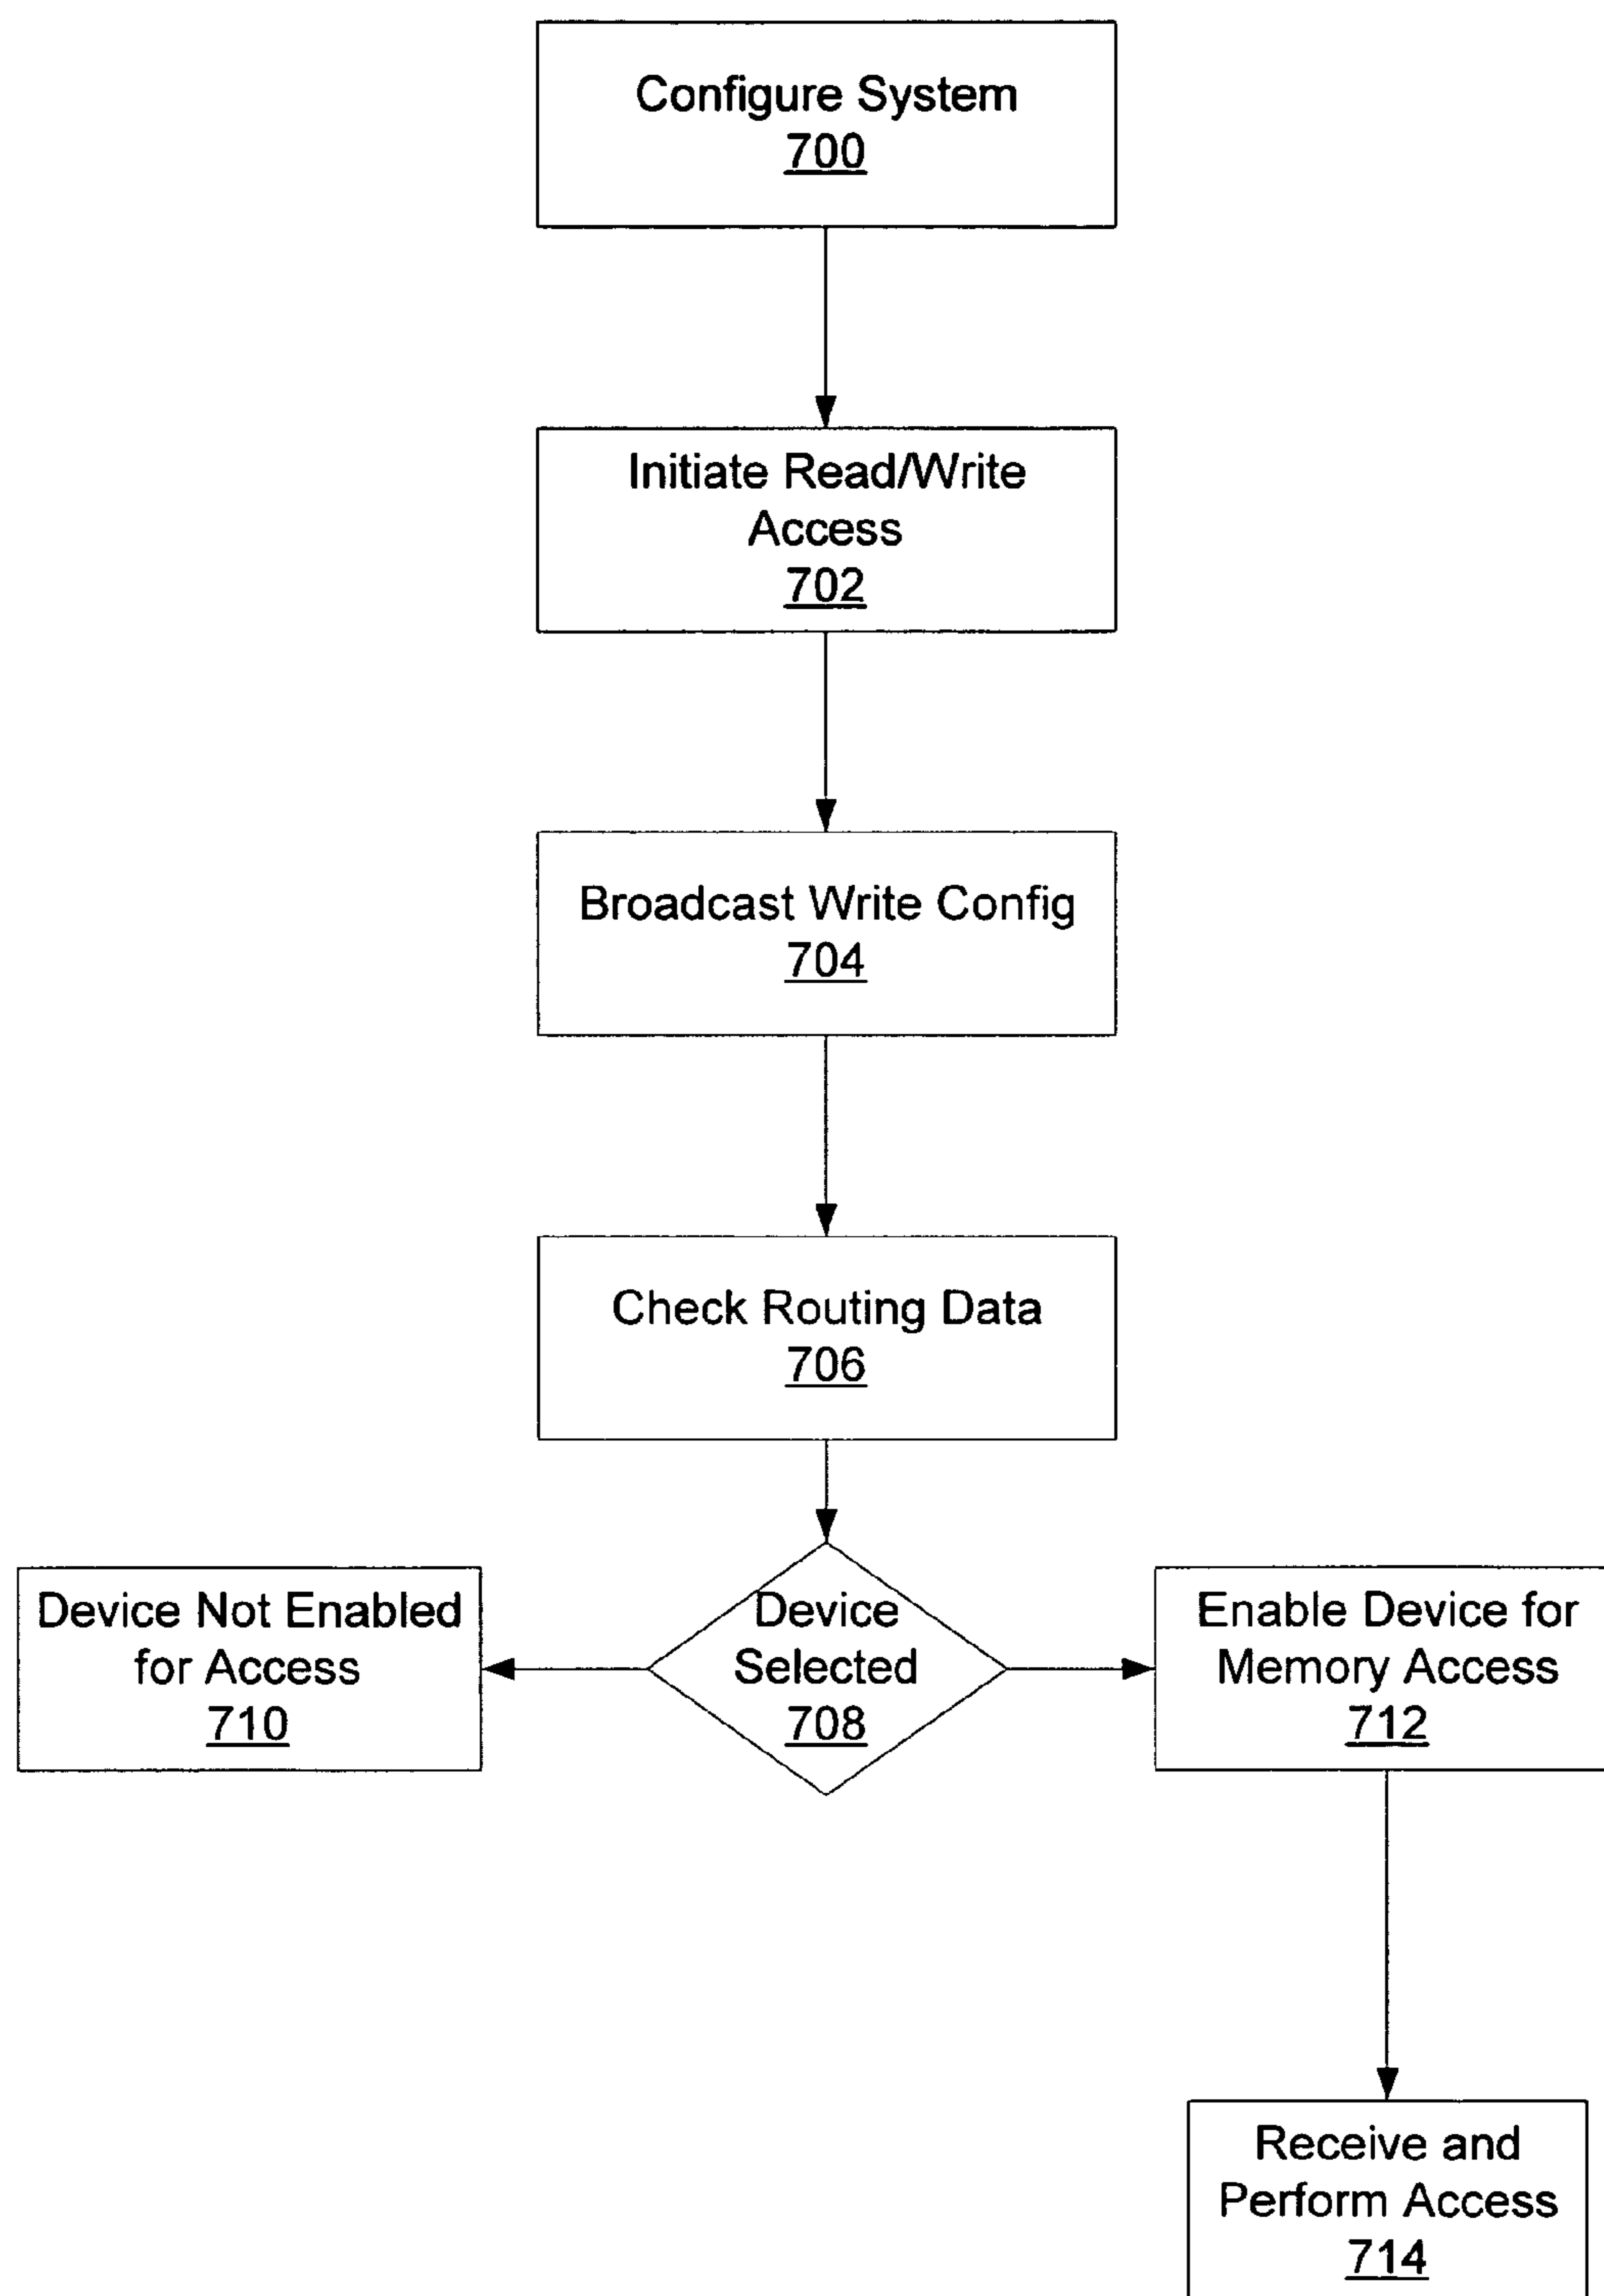 Configure System
700
Initiate Read/Write
Access
702
Broadcast Write Config
704
Check Routing Data
706
Device Not Enabled
for Access
710
Device
Selected
708
Enable Device for
Memory Access
712
Receive and
Perform Access
714